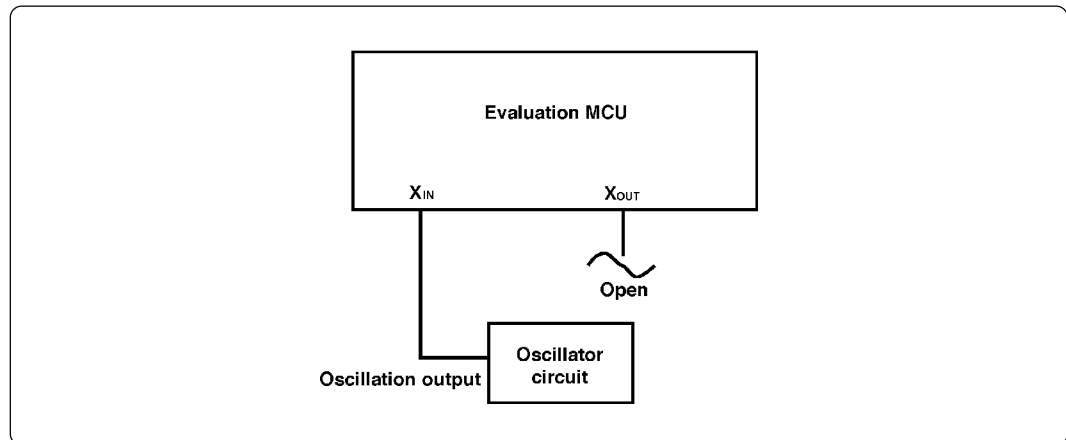 Evaluation MCU
XIN XOUT
Open
Oscillator
circuit
Oscillation output